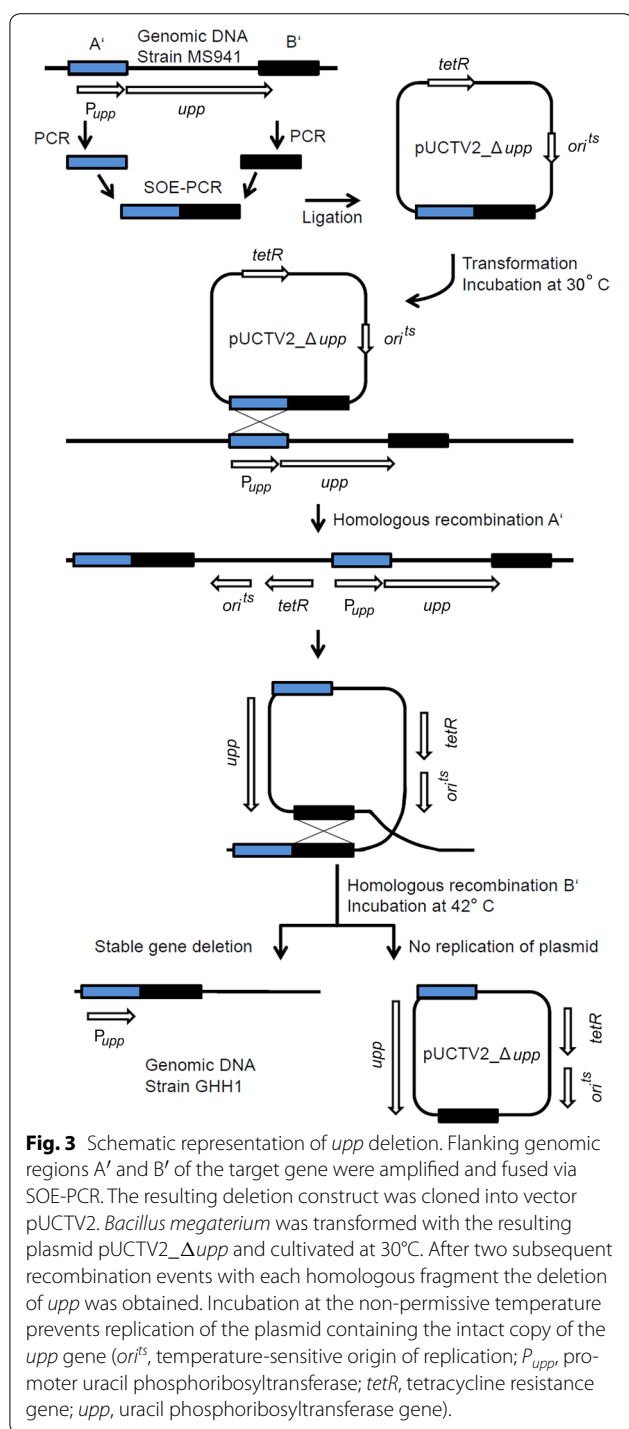 A‘ Genomic DNA B‘
Strain MS941
Pupp upp
PCR PCR
SOE-PCR
Ligation
tetR
pUCTV2_Δupp
oriᵗˢ
Transformation
Incubation at 30° C
tetR
pUCTV2_Δupp
oriᵗˢ
Pupp upp
Homologous recombination A‘
oriᵗˢ tetR Pupp upp
upp
tetR
oriᵗˢ
Homologous recombination B‘
Incubation at 42° C
Stable gene deletion
No replication of plasmid
Pupp
Genomic DNA
Strain GHH1
upp
pUCTV2_Δupp
tetR
oriᵗˢ
Fig. 3 Schematic representation of upp deletion. Flanking genomic
regions A′ and B′ of the target gene were amplified and fused via
SOE-PCR. The resulting deletion construct was cloned into vector
pUCTV2. Bacillus megaterium was transformed with the resulting
plasmid pUCTV2_Δupp and cultivated at 30°C. After two subsequent
recombination events with each homologous fragment the deletion
of upp was obtained. Incubation at the non-permissive temperature
prevents replication of the plasmid containing the intact copy of the
upp gene (oriᵗˢ, temperature-sensitive origin of replication; Pupp, pro-
moter uracil phosphoribosyltransferase; tetR, tetracycline resistance
gene; upp, uracil phosphoribosyltransferase gene).